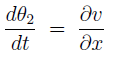 dθ₂/dt = ∂v/∂x